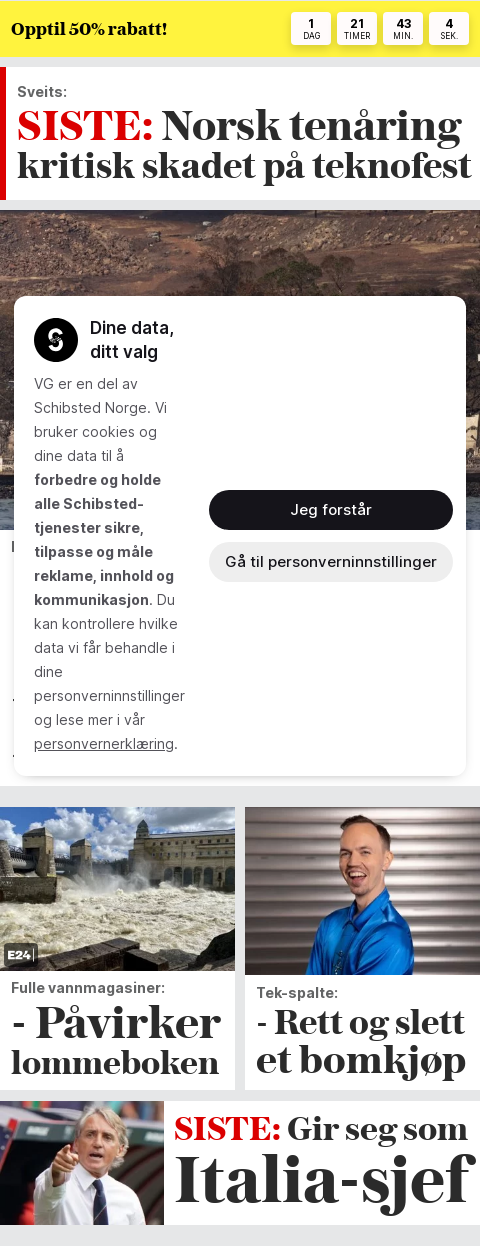 Opptil 50% rabatt!
1 21 43 4
DAG TIMER MIN. SEK.
Sveits:
SISTE: Norsk tenåring
kritisk skadet på teknofest
Dine data,
ditt valg
VG er en del av
Schibsted Norge. Vi
bruker cookies og
dine data til å
forbedre og holde
alle Schibsted-
tjenester sikre,
tilpasse og måle
reklame, innhold og
kommunikasjon. Du
kan kontrollere hvilke
data vi får behandle i
dine
personverninnstillinger
og lese mer i vår
personvernerklæring.
Jeg forstår
Gå til personverninnstillinger
E24
Fulle vannmagasiner:
- Påvirker
lommeboken
Tek-spalte:
- Rett og slett
et bomkjøp
SISTE: Gir seg som
Italia-sjef